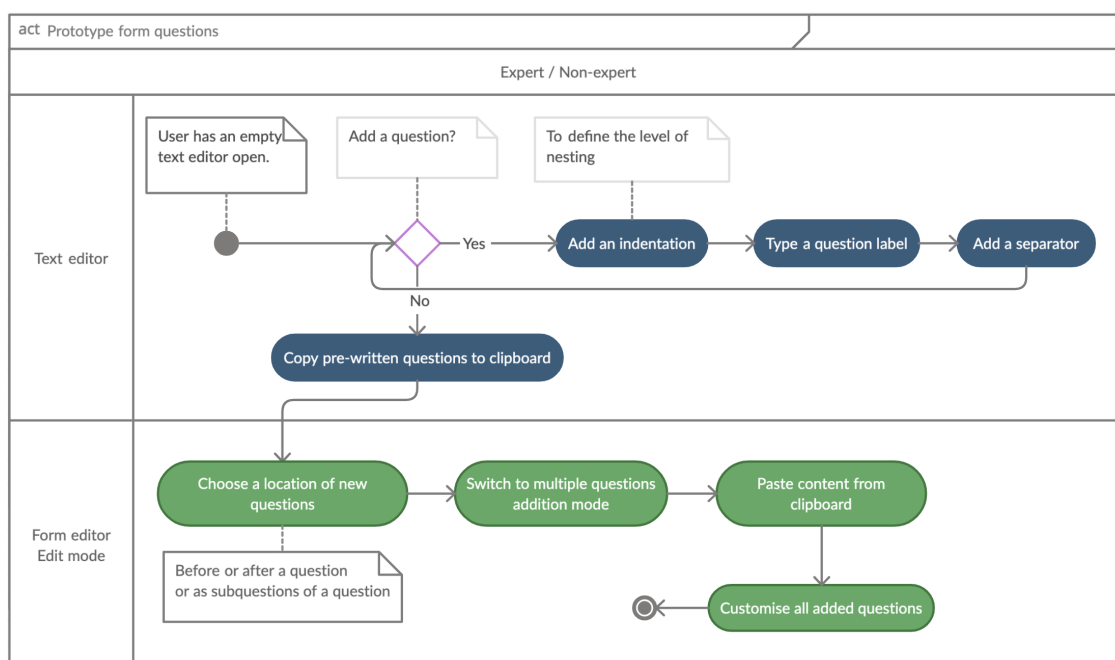 act Prototype form questions
Expert / Non-expert
User has an empty
text editor open.
Add a question?
To define the level of
nesting
Text editor
Yes
Add an indentation
Type a question label
Add a separator
No
Copy pre-written questions to clipboard
Choose a location of new
questions
Switch to multiple questions
addition mode
Paste content from
clipboard
Form editor
Edit mode
Before or after a question
or as subquestions of a question
Customise all added questions